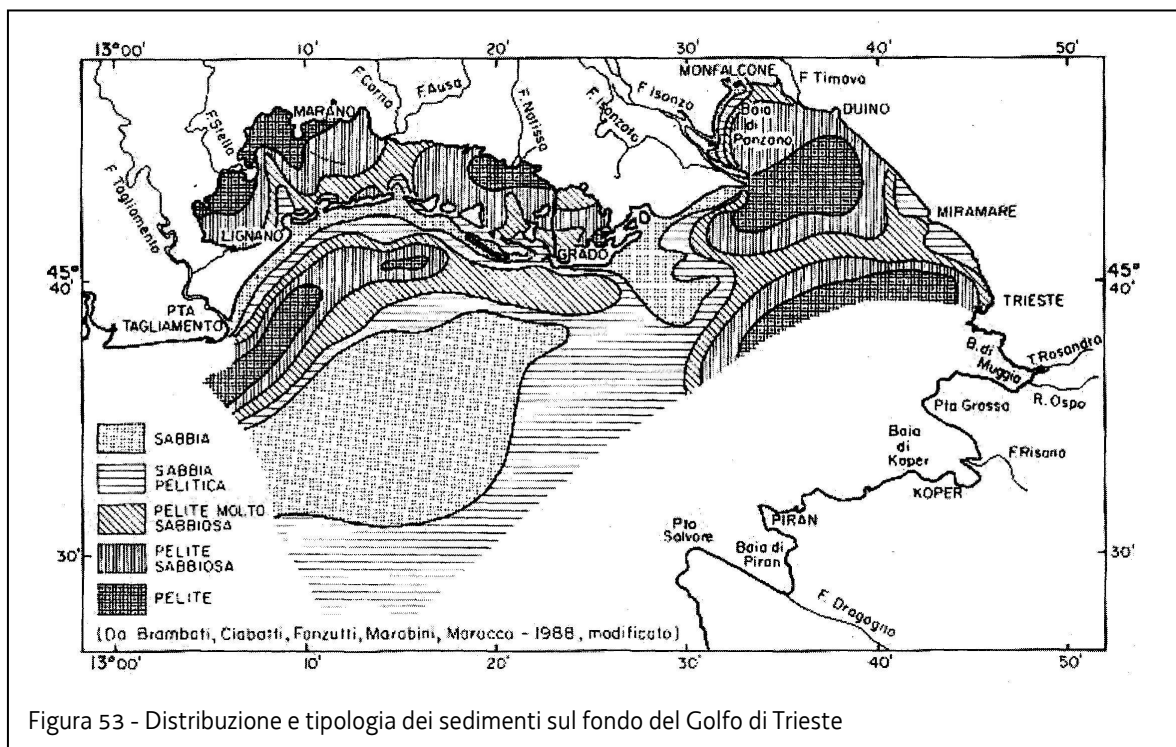 13°00' 10' 20' 30' 40' 50'
MONFALCONE
F. Timavo
F. Corno
F. Ausa
F. Natissa
F. Isonzato
F. Isonzo
Baia di Panzano
DUINO
MARANO
F. Stella
F. Tagliamento
LIGNANO
GRADO
MIRAMARE
45° 40'
45° 40'
PTA TAGLIAMENTO
TRIESTE
B. di Muggia
T. Rosandra
R. Ospo
Pta Grossa
Baia di Koper
F. Risano
KOPER
PIRAN
Pta Salvore
Baia di Piran
F. Dragogna
30'
30'
SABBIA
SABBIA PELITICA
PELITE MOLTO SABBIOSA
PELITE SABBIOSA
PELITE
(Da Brambati, Ciabatti, Fanzutti, Marabini, Marocco - 1988, modificato)
13°00' 10' 20' 30' 40' 50'
Figura 53 - Distribuzione e tipologia dei sedimenti sul fondo del Golfo di Trieste